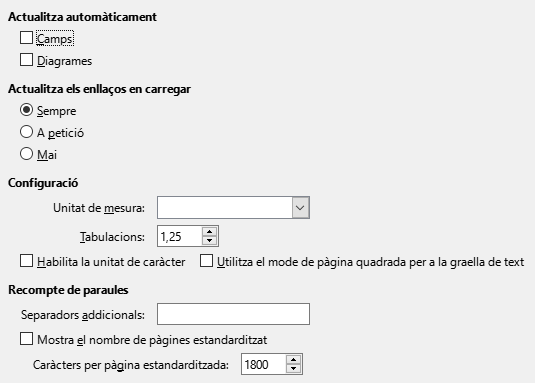 Actualitza automàticament
Camps
Diagrames
Actualitza els enllaços en carregar
Sempre
A petició
Mai
Configuració
Unitat de mesura:
Tabulacions: 1,25
Habilita la unitat de caràcter Utilitza el mode de pàgina quadrada per a la graella de text
Recompte de paraules
Separadors addicionals:
Mostra el nombre de pàgines estandarditzat
Caràcters per pàgina estandarditzada: 1800